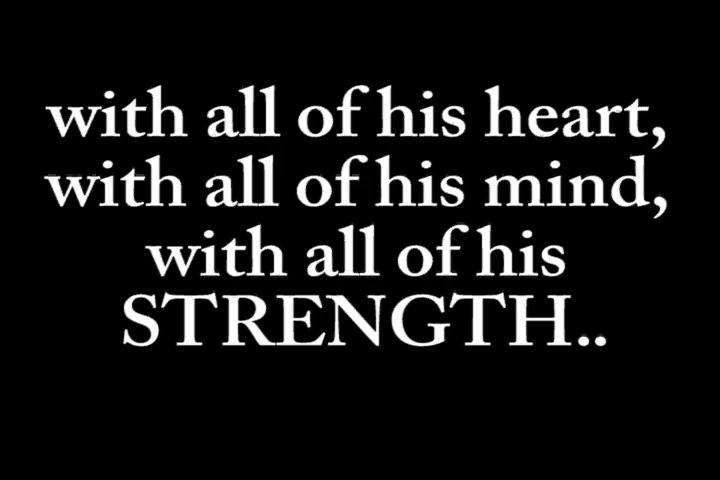 with all of his heart,
with all of his mind,
with all of his
STRENGTH..